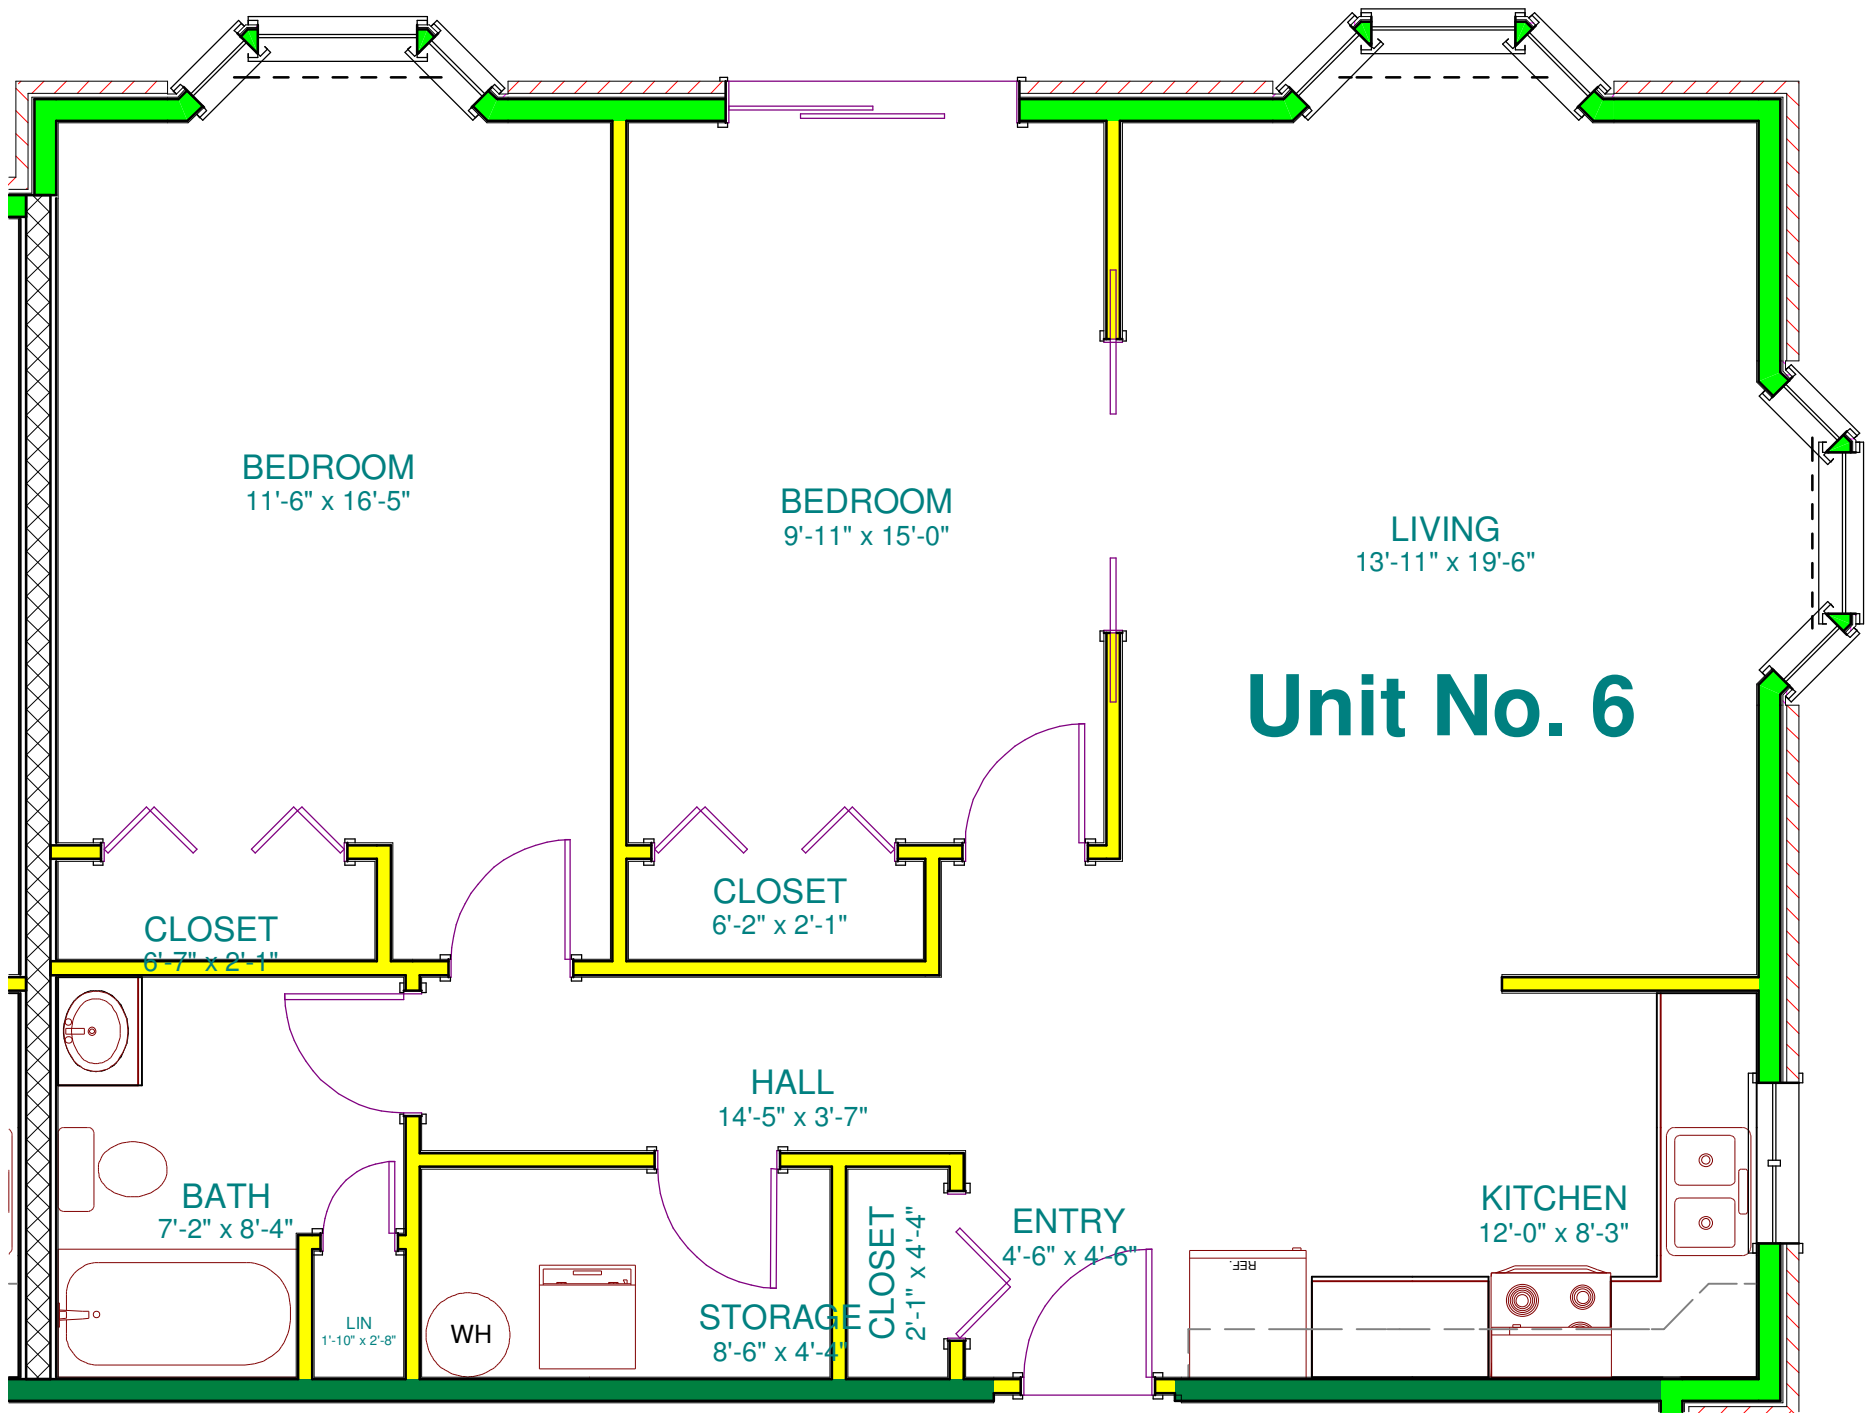 BEDROOM
11'-6" x 16'-5"
BEDROOM
9'-11" x 15'-0"
LIVING
13'-11" x 19'-6"
Unit No. 6
CLOSET
6'-7" x 2'-1"
CLOSET
6'-2" x 2'-1"
HALL
14'-5" x 3'-7"
BATH
7'-2" x 8'-4"
ENTRY
4'-6" x 4'-6"
KITCHEN
12'-0" x 8'-3"
CLOSET
2'-1" x 4'-4"
REF.
LIN
1'-10" x 2'-8"
WH
STORAGE
8'-6" x 4'-4"